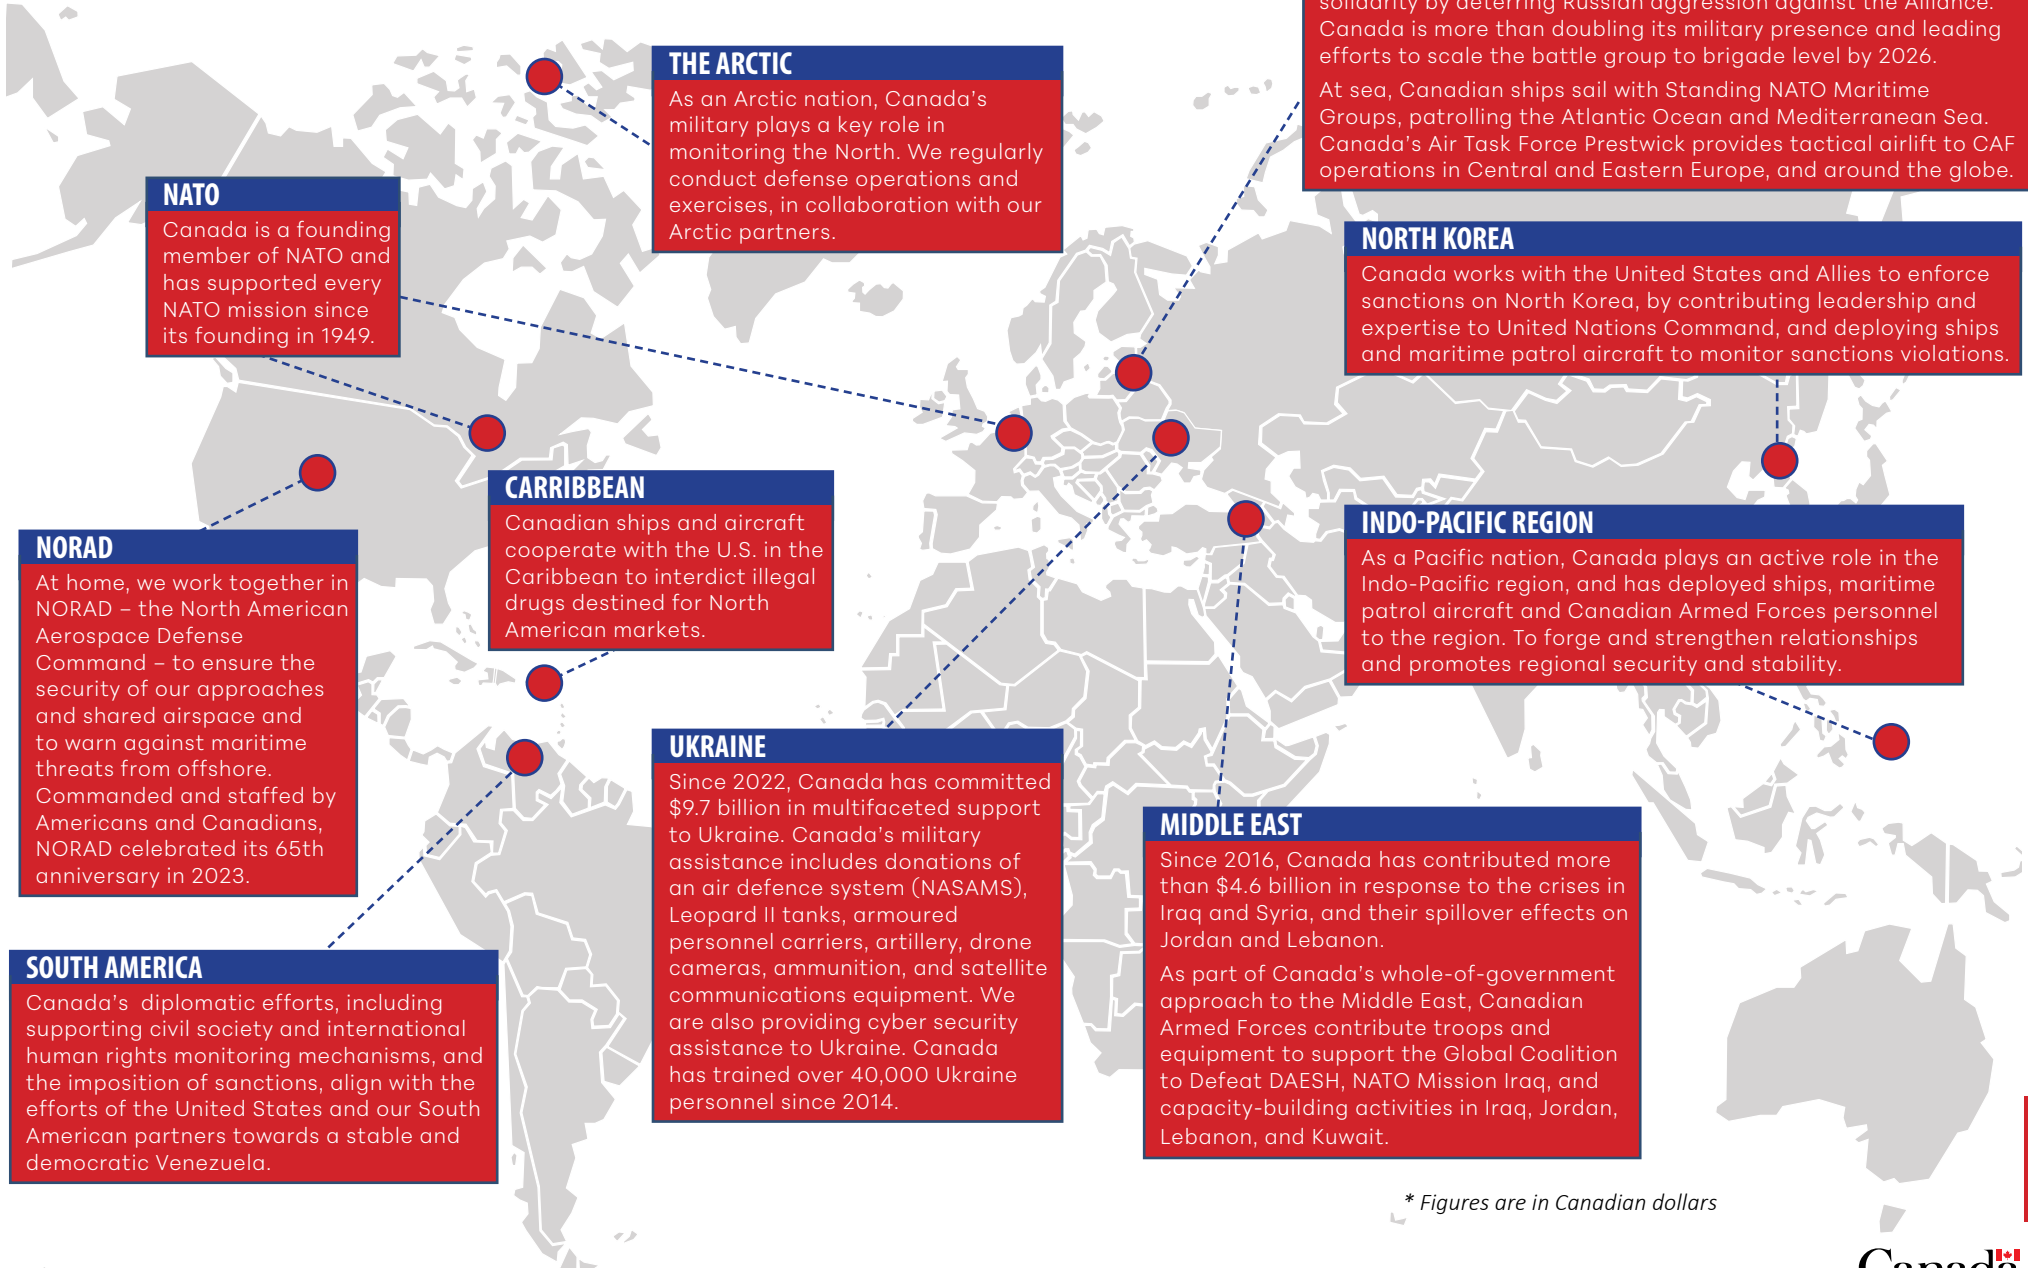 solidarity by deterring Russian aggression against the Alliance.
Canada is more than doubling its military presence and leading
efforts to scale the battle group to brigade level by 2026.
At sea, Canadian ships sail with Standing NATO Maritime
Groups, patrolling the Atlantic Ocean and Mediterranean Sea.
Canada's Air Task Force Prestwick provides tactical airlift to CAF
operations in Central and Eastern Europe, and around the globe.
THE ARCTIC
As an Arctic nation, Canada's
military plays a key role in
monitoring the North. We regularly
conduct defense operations and
exercises, in collaboration with our
Arctic partners.
NATO
Canada is a founding
member of NATO and
has supported every
NATO mission since
its founding in 1949.
NORTH KOREA
Canada works with the United States and Allies to enforce
sanctions on North Korea, by contributing leadership and
expertise to United Nations Command, and deploying ships
and maritime patrol aircraft to monitor sanctions violations.
CARRIBBEAN
Canadian ships and aircraft
cooperate with the U.S. in the
Caribbean to interdict illegal
drugs destined for North
American markets.
INDO-PACIFIC REGION
As a Pacific nation, Canada plays an active role in the
Indo-Pacific region, and has deployed ships, maritime
patrol aircraft and Canadian Armed Forces personnel
to the region. To forge and strengthen relationships
and promotes regional security and stability.
NORAD
At home, we work together in
NORAD – the North American
Aerospace Defense
Command – to ensure the
security of our approaches
and shared airspace and
to warn against maritime
threats from offshore.
Commanded and staffed by
Americans and Canadians,
NORAD celebrated its 65th
anniversary in 2023.
UKRAINE
Since 2022, Canada has committed
$9.7 billion in multifaceted support
to Ukraine. Canada's military
assistance includes donations of
an air defence system (NASAMS),
Leopard II tanks, armoured
personnel carriers, artillery, drone
cameras, ammunition, and satellite
communications equipment. We
are also providing cyber security
assistance to Ukraine. Canada
has trained over 40,000 Ukraine
personnel since 2014.
MIDDLE EAST
Since 2016, Canada has contributed more
than $4.6 billion in response to the crises in
Iraq and Syria, and their spillover effects on
Jordan and Lebanon.
As part of Canada's whole-of-government
approach to the Middle East, Canadian
Armed Forces contribute troops and
equipment to support the Global Coalition
to Defeat DAESH, NATO Mission Iraq, and
capacity-building activities in Iraq, Jordan,
Lebanon, and Kuwait.
SOUTH AMERICA
Canada's  diplomatic efforts, including
supporting civil society and international
human rights monitoring mechanisms, and
the imposition of sanctions, align with the
efforts of the United States and our South
American partners towards a stable and
democratic Venezuela.
* Figures are in Canadian dollars
Canada